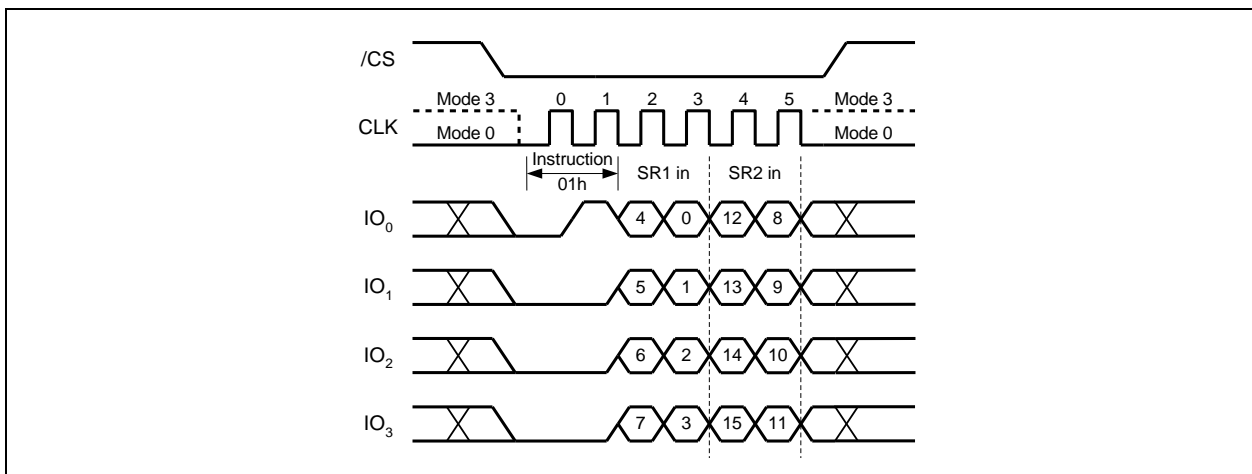 /CS
0 1 2 3 4 5
Mode 3 Mode 3
CLK Mode 0 Mode 0
Instruction
01h SR1 in SR2 in
IO0 4 0 12 8
IO1 5 1 13 9
IO2 6 2 14 10
IO3 7 3 15 11